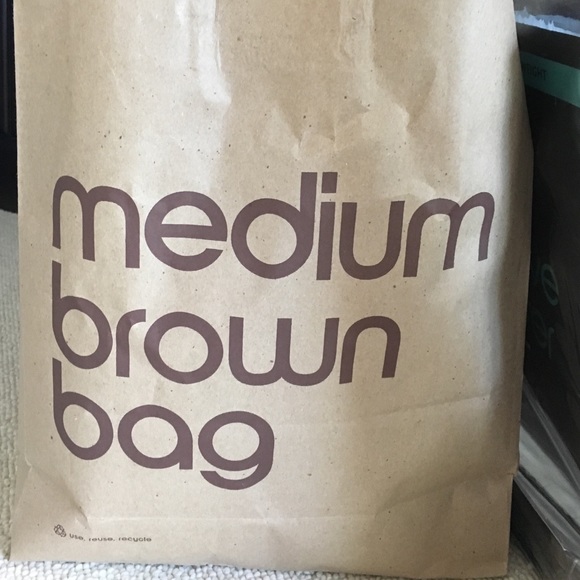 medium
brown
bag
use, reuse, recycle